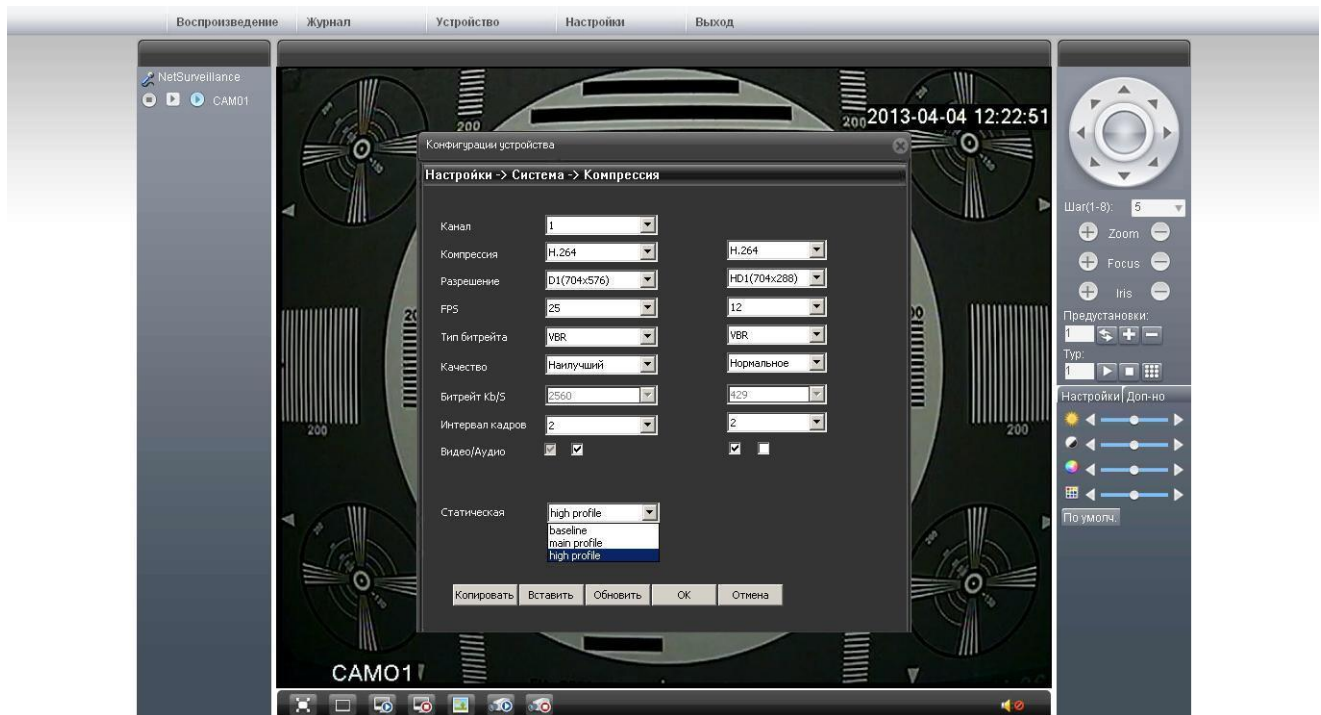 Воспроизведение Журнал Устройство Настройки Выход
NetSurveillance
CAM01
2013-04-04 12:22:51
200
200
Конфигурации устройства
Настройки -> Система -> Компрессия
Канал 1
Компрессия H.264 H.264
Разрешение D1(704x576) HD1(704x288)
FPS 25 12
Тип битрейта VBR VBR
Качество Наилучший Нормальное
Битрейт Kb/S 2560 429
Интервал кадров 2 2
Видео/Аудио
Статическая high profile
baseline
main profile
high profile
Копировать Вставить Обновить OK Отмена
200
200
CAM01
Шаг(1-8): 5
Zoom
Focus
Iris
Предустановки:
1
Тур:
1
Настройки Доп-но
По умолч.